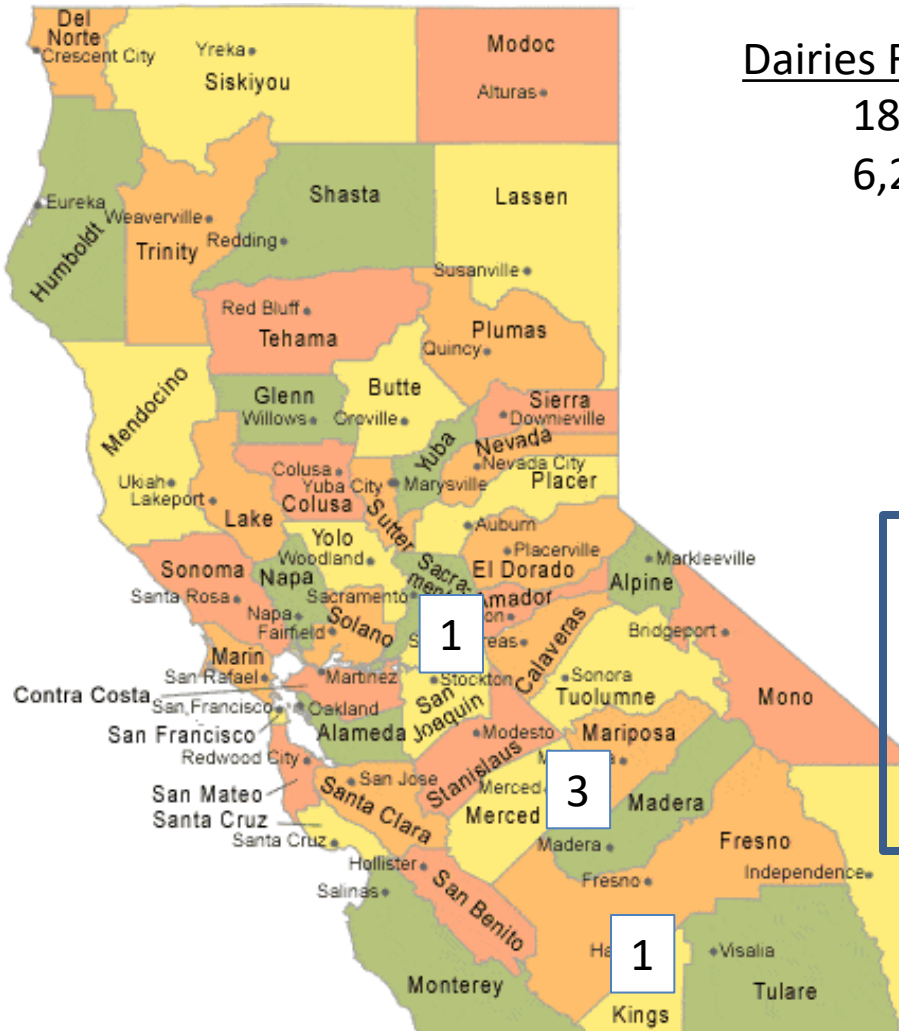 Del
Norte
Crescent City
Yreka
Siskiyou
Modoc
Alturas
Dairies
18
6,2
Eureka
Humboldt
Weaverville
Trinity
Shasta
Redding
Lassen
Susanville
Red Bluff
Tehama
Plumas
Quincy
Mendocino
Ukiah
Lakeport
Lake
Glenn
Willows
Butte
Oroville
Sierra
Downieville
Yuba
Nevada
Nevada City
Colusa
Yuba City
Marysville
Placer
Colusa
Sutter
Auburn
Yolo
Woodland
Placerville
El Dorado
Markleeville
Alpine
Sonoma
Santa Rosa
Napa
Napa
Sacramento
Sacra-
Amador
Fairfield
Solano
1
Calaveras
Bridgeport
Marin
San Rafael
Martinez
Stockton
Sonora
Tuolumne
Mono
Contra Costa
San Francisco
Oakland
San
Joaquin
San Francisco
Alameda
Modesto
Mariposa
Redwood City
Stanislaus
San Jose
Merced
3
San Mateo
Santa Clara
Merced
Madera
Santa Cruz
Santa Cruz
Madera
Fresno
Hollister
Fresno
Independence
Salinas
San Benito
1
Visalia
Monterey
Tulare
Kings